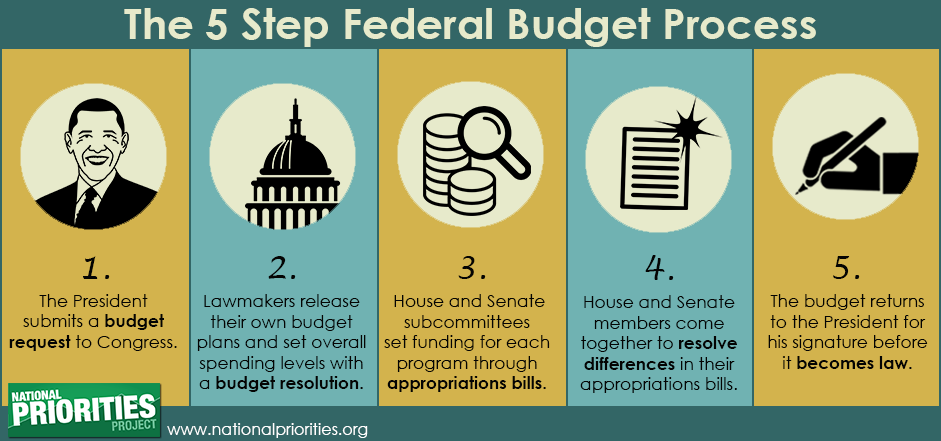 The 5 Step Federal Budget Process
1.
The President
submits a budget
request to Congress.
2.
Lawmakers release
their own budget
plans and set overall
spending levels with
a budget resolution.
3.
House and Senate
subcommittees
set funding for each
program through
appropriations bills.
4.
House and Senate
members come
together to resolve
differences in their
appropriations bills.
5.
The budget returns
to the President for
his signature before
it becomes law.
NATIONAL
PRIORITIES
PROJECT
www.nationalpriorities.org